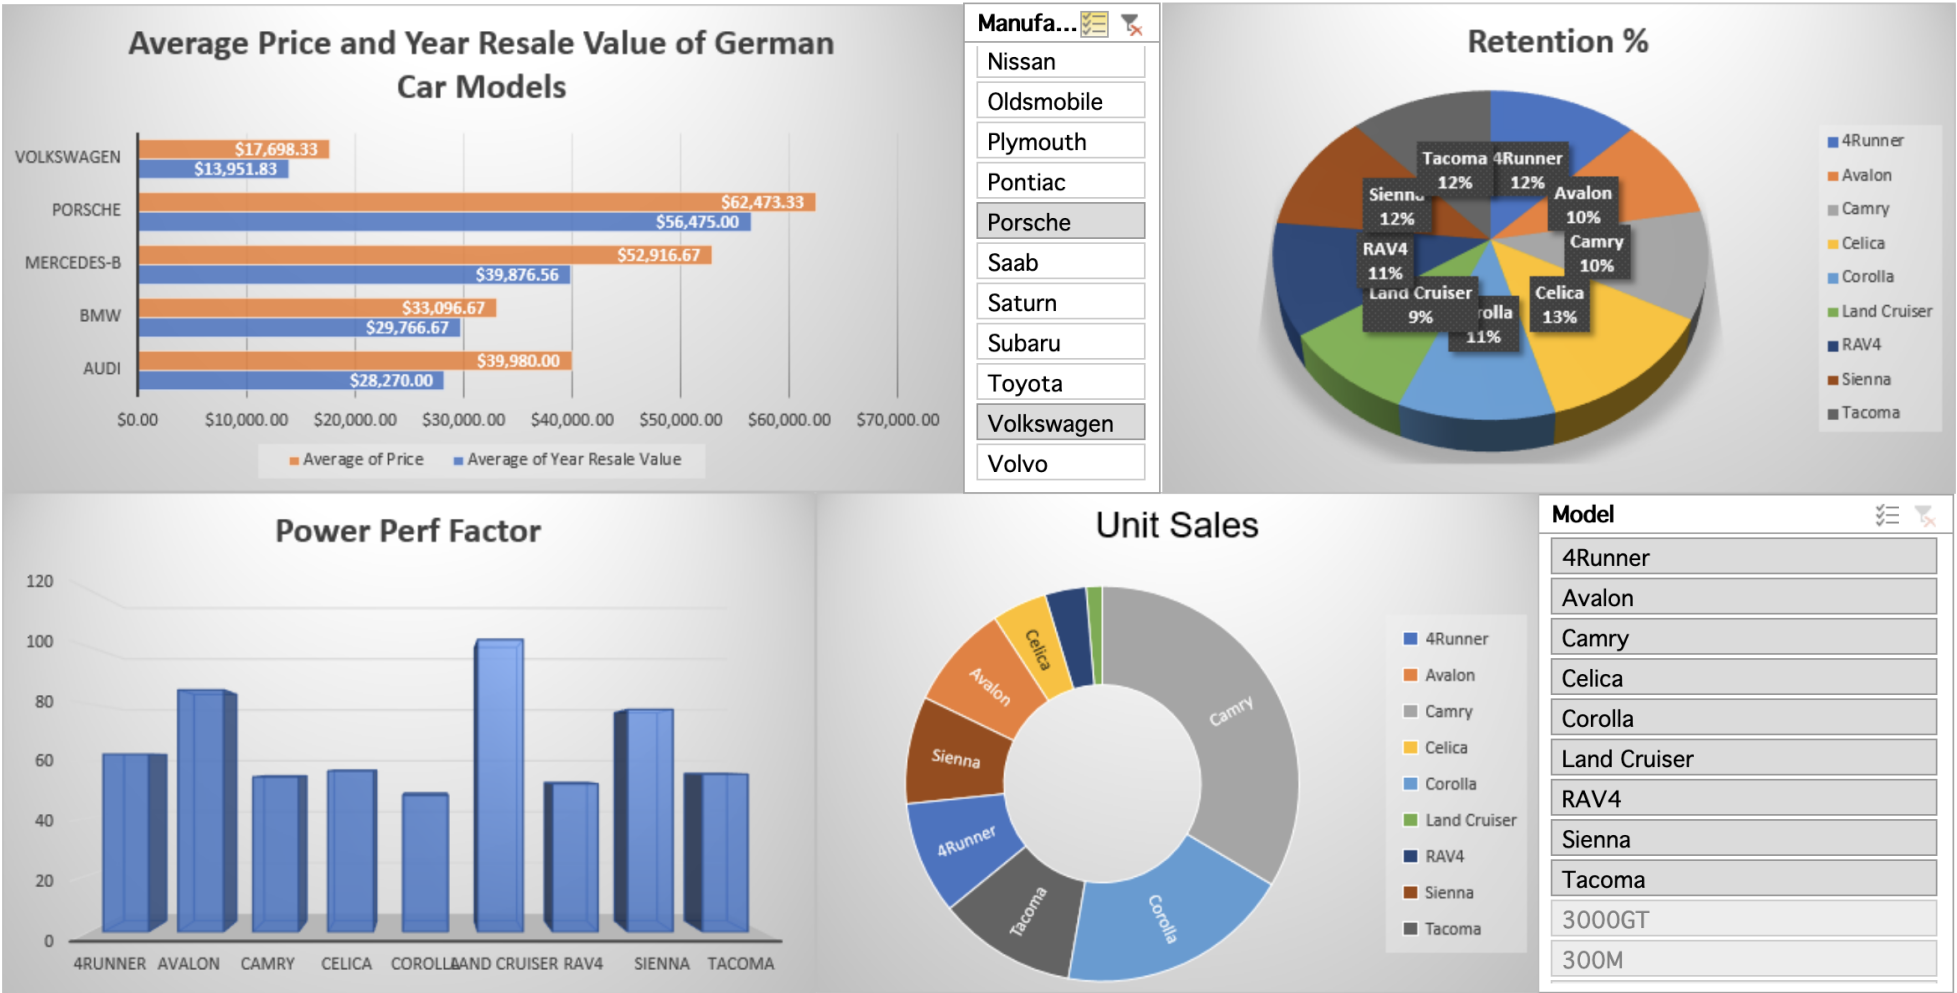 Average Price and Year Resale Value of German
Car Models
VOLKSWAGEN
$17,698.33
$13,951.83
PORSCHE
$62,473.33
$56,475.00
MERCEDES-B
$52,916.67
$39,876.56
BMW
$33,096.67
$29,766.67
AUDI
$39,980.00
$28,270.00
$0.00 $10,000.00 $20,000.00 $30,000.00 $40,000.00 $50,000.00 $60,000.00 $70,000.00
Average of Price Average of Year Resale Value
Manufa...
Nissan
Oldsmobile
Plymouth
Pontiac
Porsche
Saab
Saturn
Subaru
Toyota
Volkswagen
Volvo
Retention %
Tacoma
12%
4Runner
12%
Avalon
10%
Camry
10%
Celica
13%
rolla
11%
Land Cruiser
9%
RAV4
11%
Sienna
12%
4Runner
Avalon
Camry
Celica
Corolla
Land Cruiser
RAV4
Sienna
Tacoma
Power Perf Factor
120
100
80
60
40
20
0
4RUNNER AVALON CAMRY CELICA COROLLA LAND CRUISER RAV4 SIENNA TACOMA
Unit Sales
Camry
Corolla
Tacoma
4Runner
Sienna
Avalon
Celica
4Runner
Avalon
Camry
Celica
Corolla
Land Cruiser
RAV4
Sienna
Tacoma
Model
4Runner
Avalon
Camry
Celica
Corolla
Land Cruiser
RAV4
Sienna
Tacoma
3000GT
300M